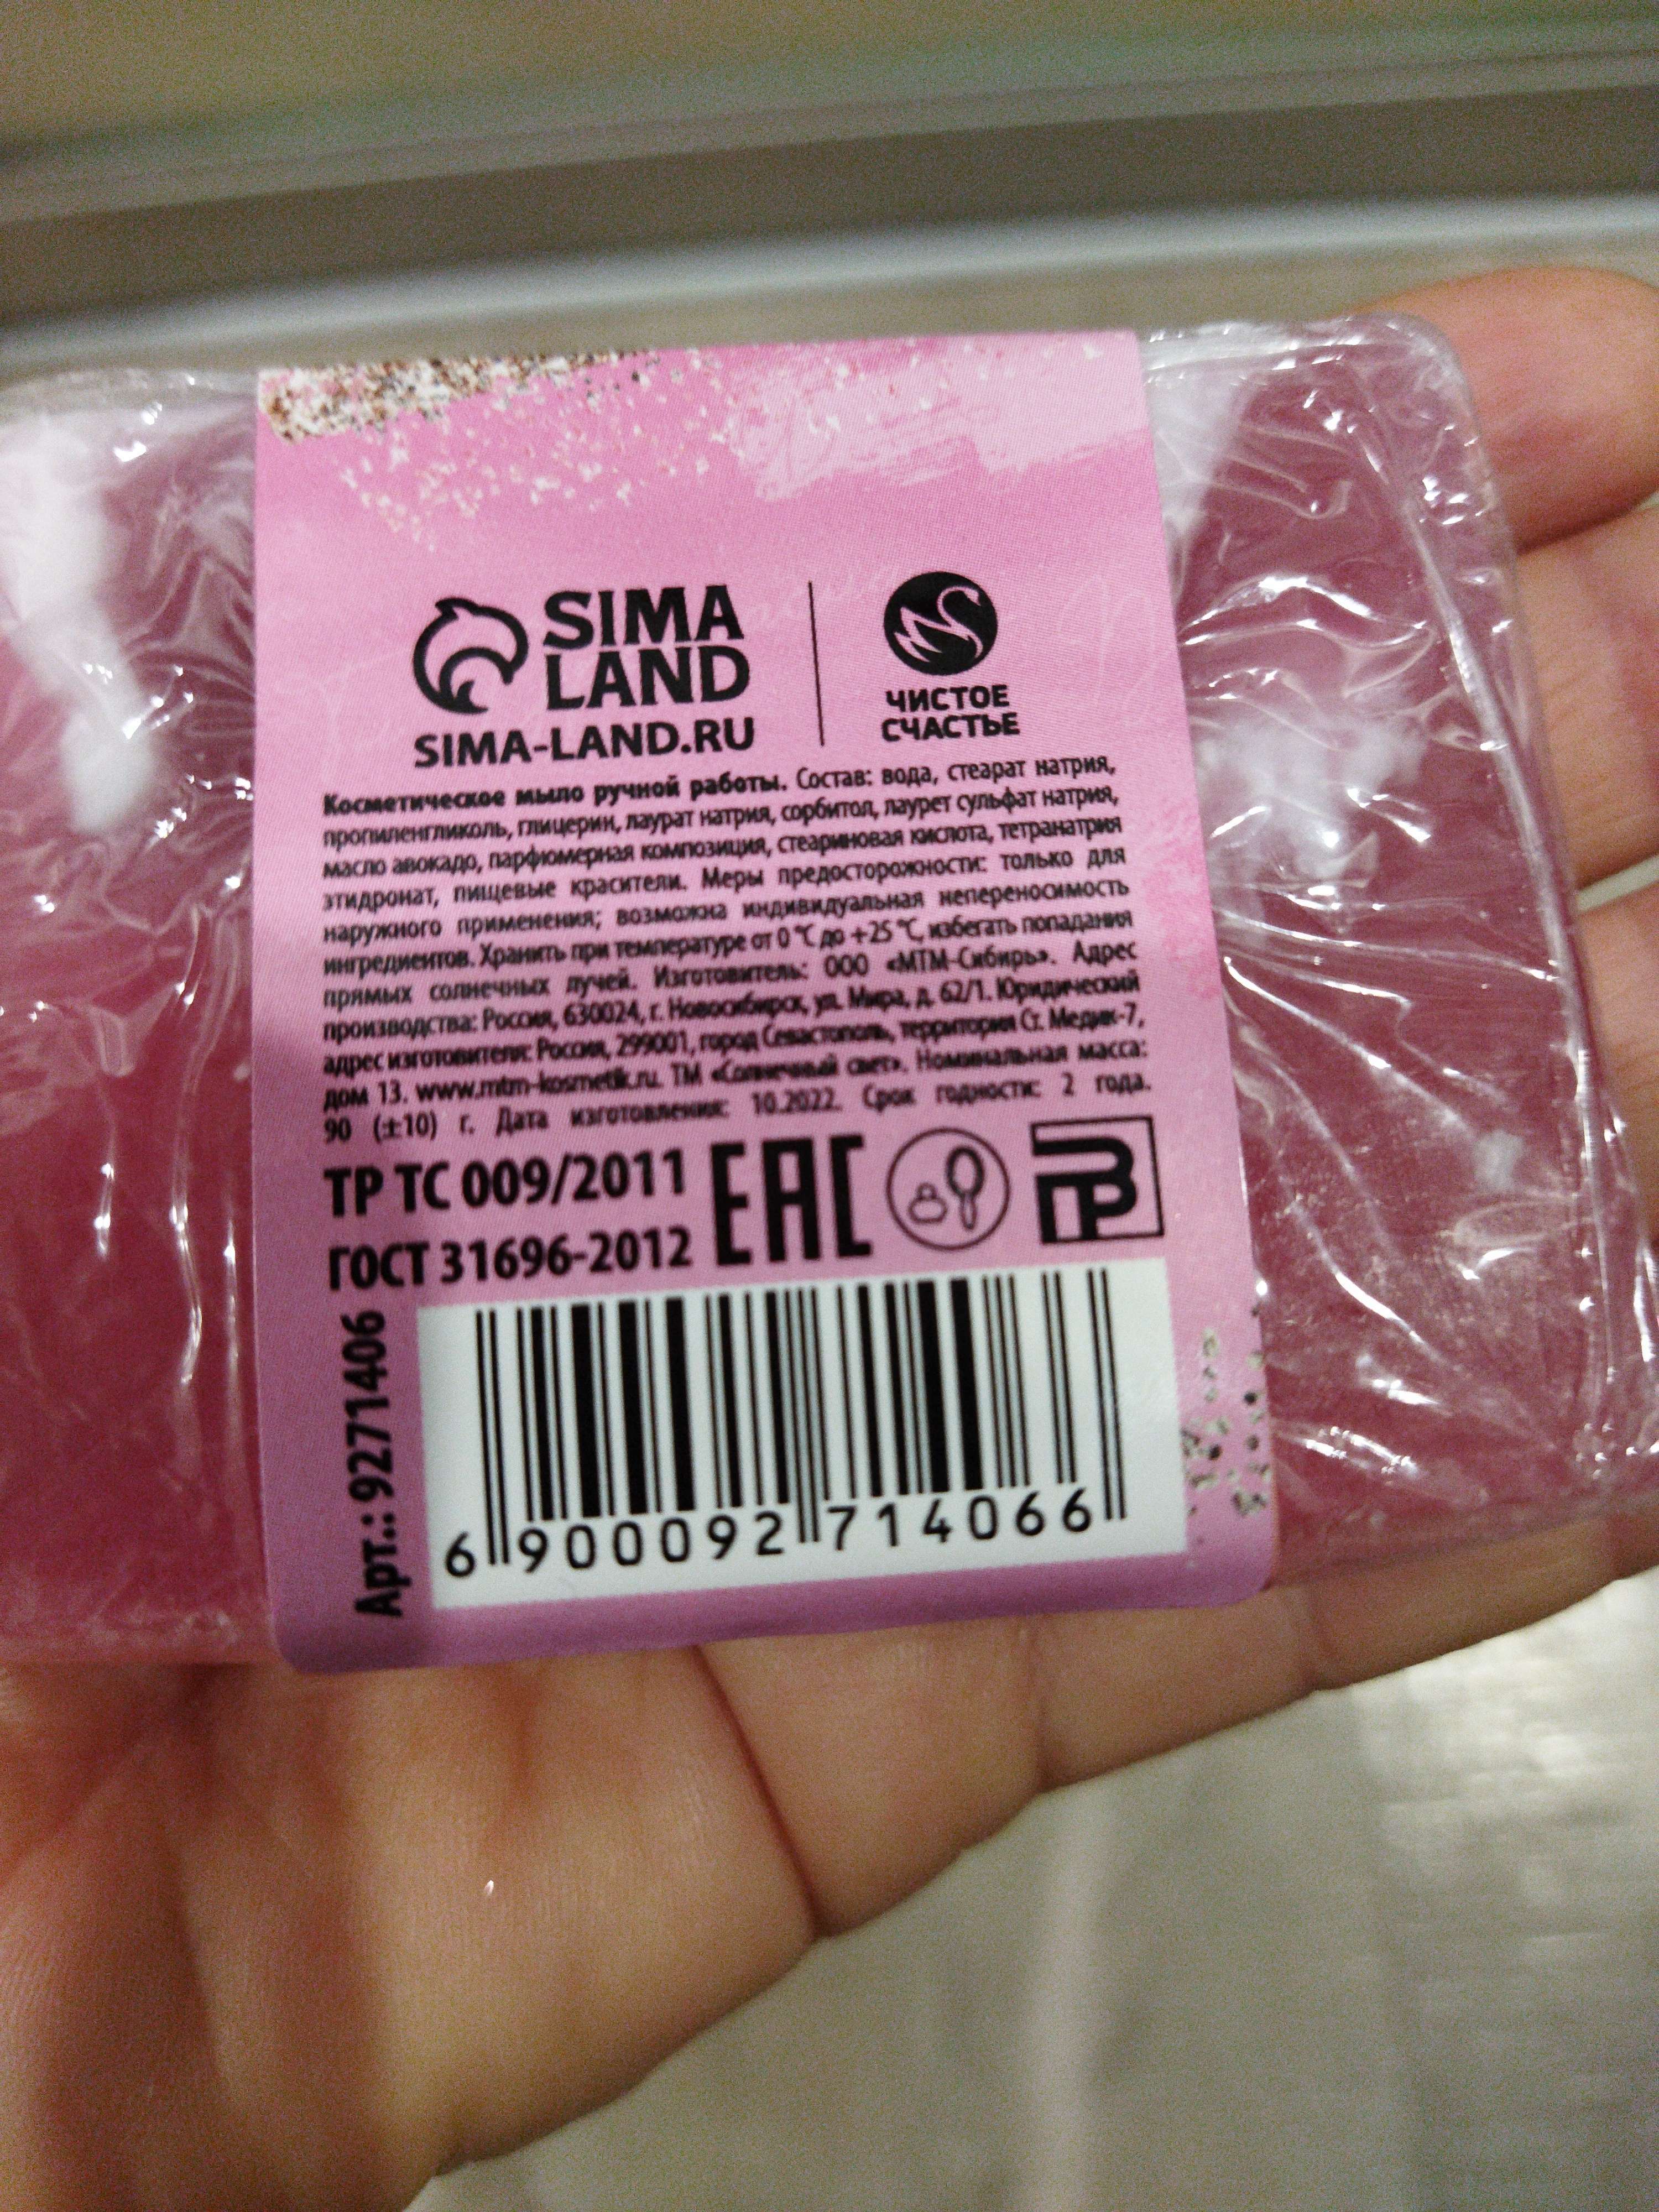 SIMA
LAND
SIMA-LAND.RU
ЧИСТОЕ
СЧАСТЬЕ
Косметическое мыло ручной работы. Состав: вода, стеарат натрия,
пропиленгликоль, глицерин, лаурат натрия, сорбитол, лаурет сульфат натрия,
масло авокадо, парфюмерная композиция, стеариновая кислота, тетранатрия
этидронат, пищевые красители. Меры предосторожности: только для
наружного применения; возможна индивидуальная непереносимость
ингредиентов. Хранить при температуре от 0 °С до +25 °С, избегать попадания
прямых солнечных лучей. Изготовитель: ООО «МТМ-Сибирь». Адрес
производства: Россия, 630024, г. Новосибирск, ул. Мира, д. 62/1. Юридический
адрес изготовителя: Россия, 299001, город Севастополь, территория Ст. Медик-7,
дом 13. www.mtm-kosmetik.ru. ТМ «Солнечный свет». Номинальная масса:
90 (±10) г. Дата изготовления: 10.2022. Срок годности: 2 года.
ТР ТС 009/2011
ГОСТ 31696-2012
ЕАС
Арт.: 9271406
6 900092 714066